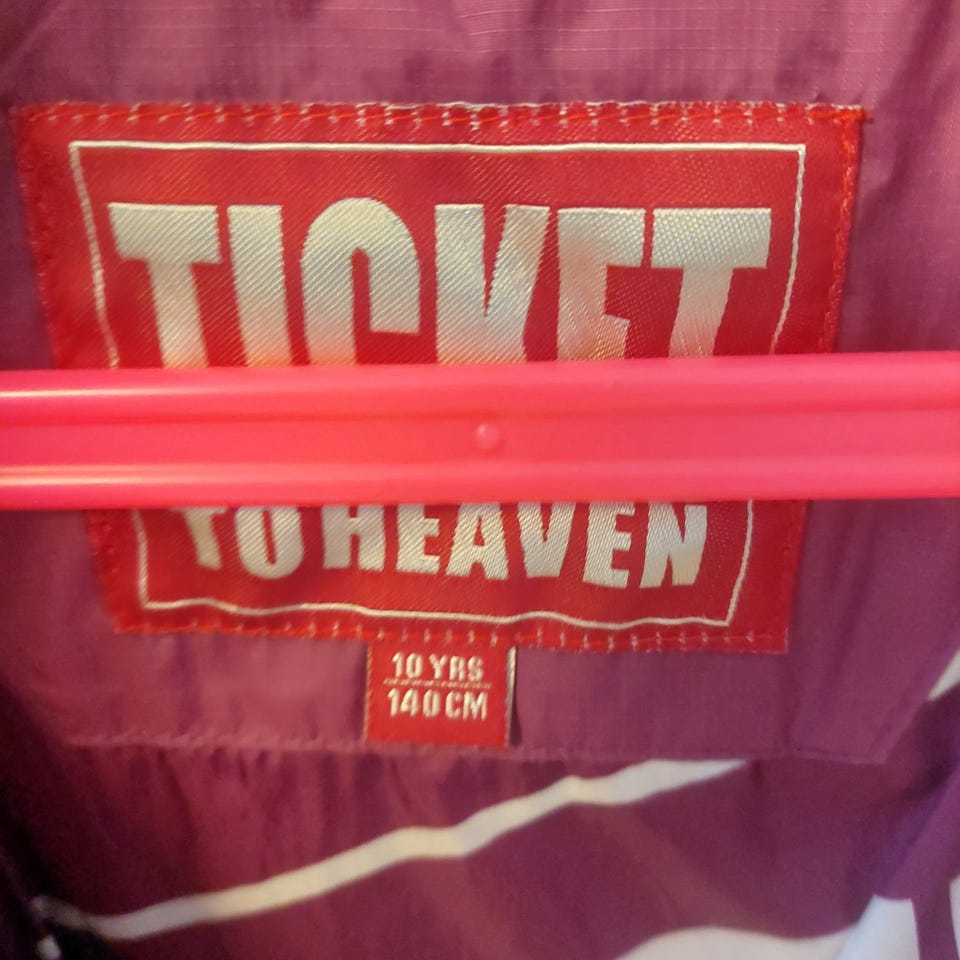 TICKET
TO HEAVEN
10 YRS
140 CM